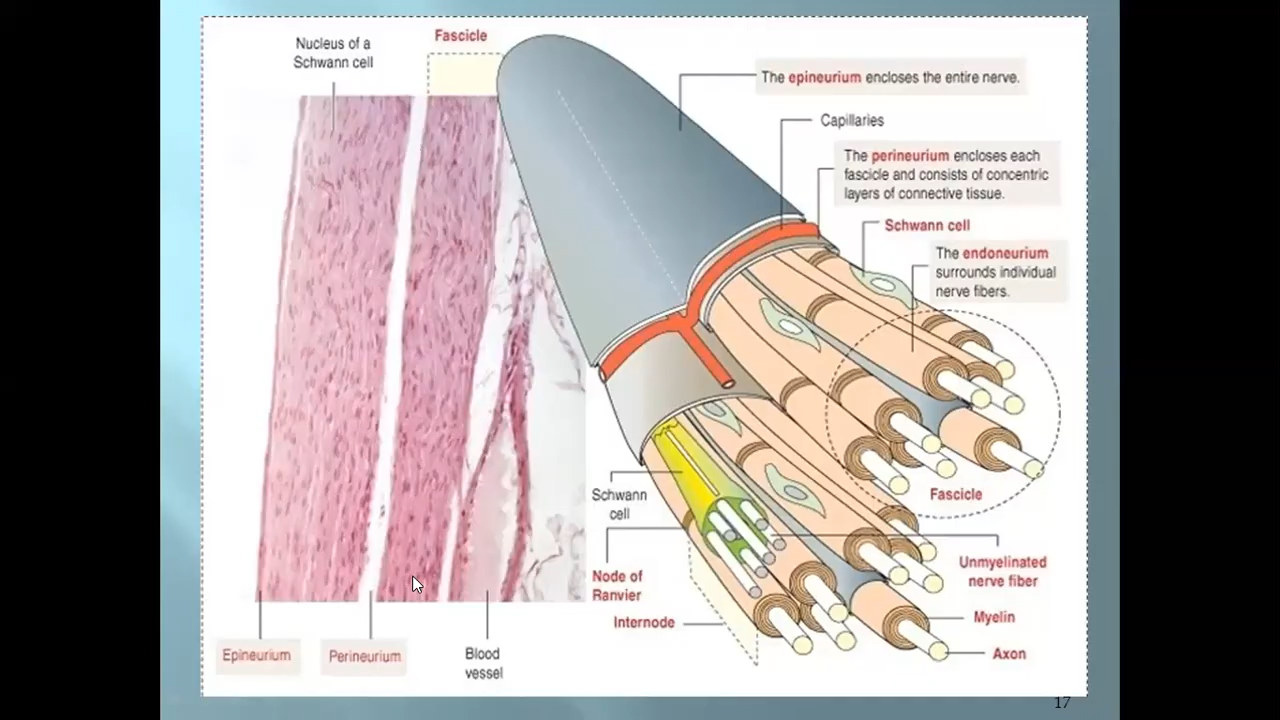 Nucleus of a
Schwann cell
Fascicle
The epineurium encloses the entire nerve.
Capillaries
The perineurium encloses each
fascicle and consists of concentric
layers of connective tissue.
Schwann cell
The endoneurium
surrounds individual
nerve fibers.
Fascicle
Schwann
cell
Node of
Ranvier
Internode
Unmyelinated
nerve fiber
Myelin
Axon
Epineurium
Perineurium
Blood
vessel
17